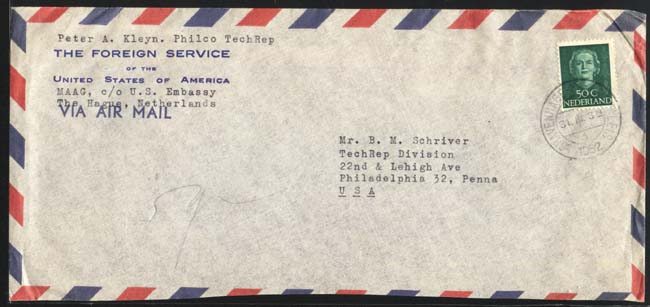 Peter A. Kleyn. Philco TechRep
THE FOREIGN SERVICE
OF THE
UNITED STATES OF AMERICA
MAAG, c/o U.S. Embassy
The Hague, Netherlands
VIA AIR MAIL
50 C
NEDERLAND
1952
Mr. B. M. Schriver
TechRep Division
22nd & Lehigh Ave
Philadelphia 32, Penna
U S A